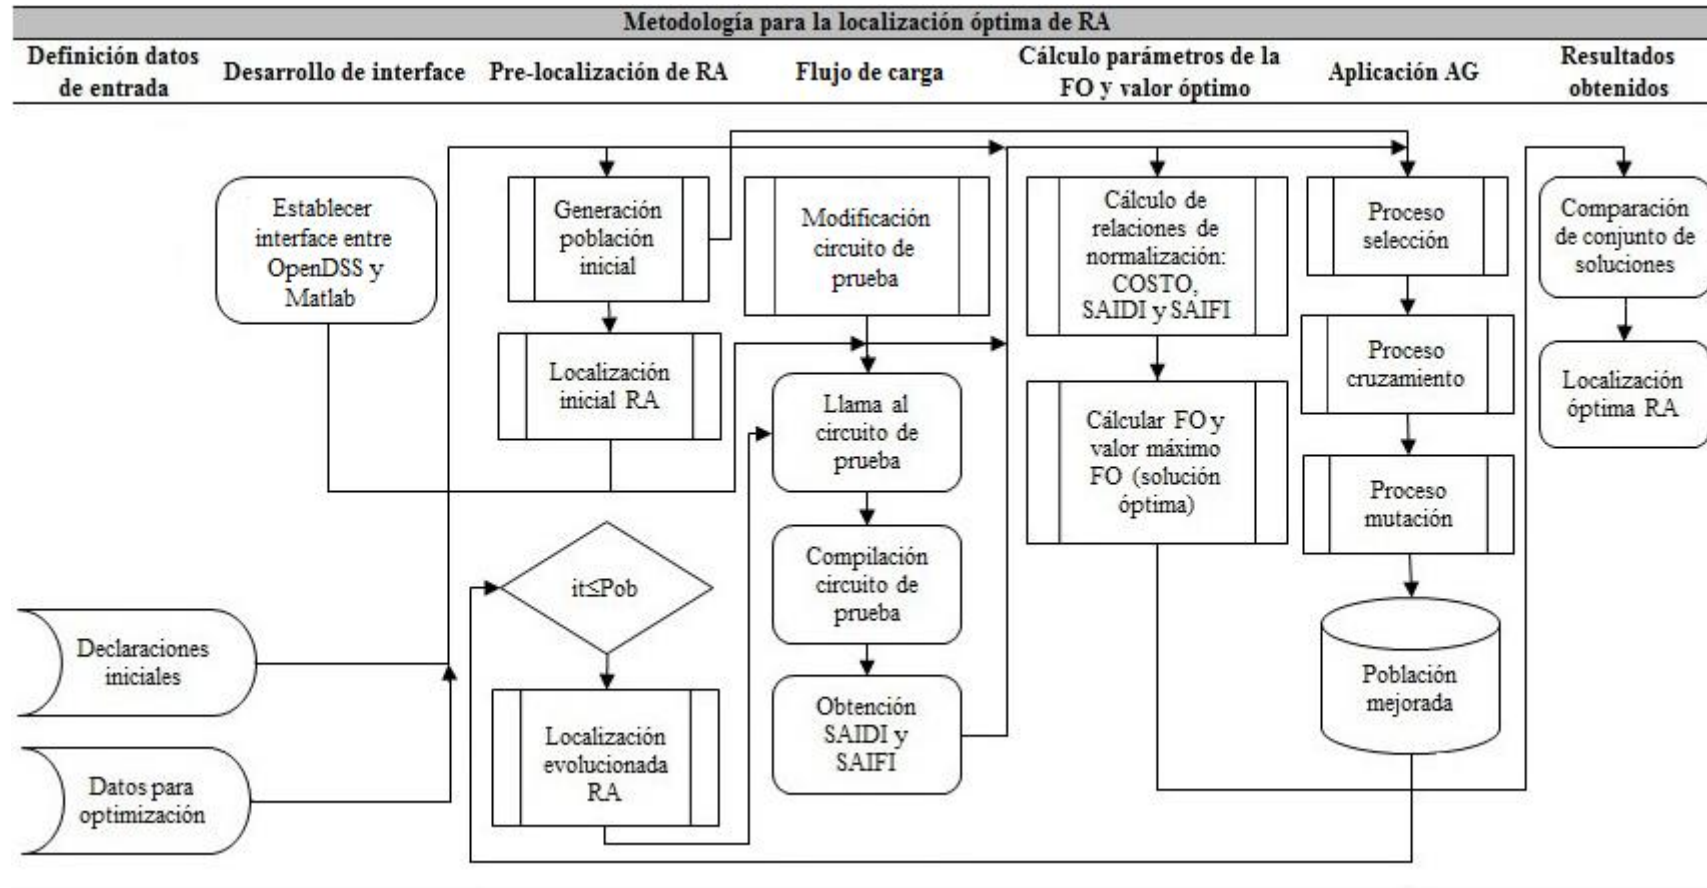 Metodología para la localización óptima de RA
Definición datos
de entrada
Desarrollo de interface
Pre-localización de RA
Flujo de carga
Cálculo parámetros de la
FO y valor óptimo
Aplicación AG
Resultados
obtenidos
Establecer
interface entre
OpenDSS y
Matlab
Generación
población
inicial
Localización
inicial RA
it≤Pob
Localización
evolucionada
RA
Declaraciones
iniciales
Datos para
optimización
Modificación
circuito de
prueba
Llama al
circuito de
prueba
Compilación
circuito de
prueba
Obtención
SAIDI y
SAIFI
Cálculo de
relaciones de
normalización:
COSTO,
SAIDI y SAIFI
Cálcular FO y
valor máximo
FO (solución
óptima)
Proceso
selección
Proceso
cruzamiento
Proceso
mutación
Población
mejorada
Comparación
de conjunto de
soluciones
Localización
óptima RA